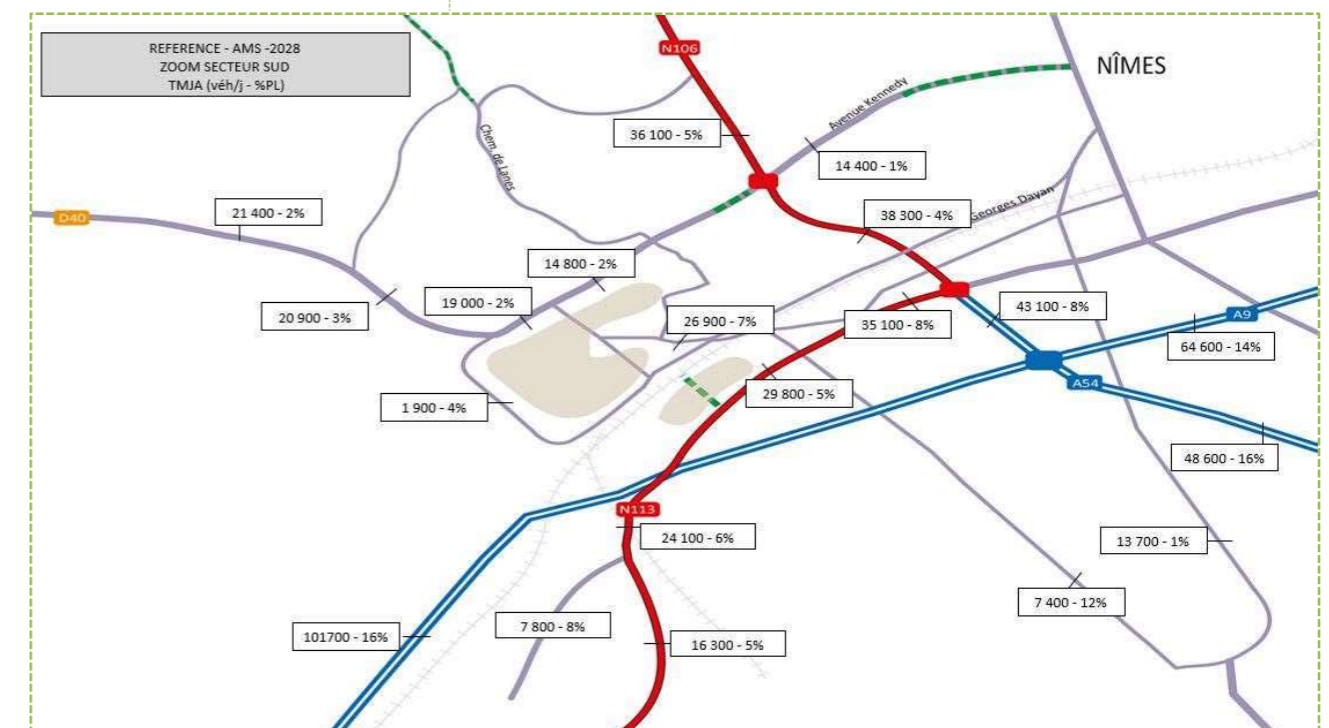 REFERENCE - AMS -2028
ZOOM SECTEUR SUD
TMJA (véh/j - %PL)
N106
NÎMES
Avenue Kennedy
36 100 - 5%
14 400 - 1%
Chem. de Lanes
D40
21 400 - 2%
38 300 - 4%
Georges Dayan
14 800 - 2%
20 900 - 3%
19 000 - 2%
26 900 - 7%
35 100 - 8%
43 100 - 8%
A9
64 600 - 14%
A54
1 900 - 4%
29 800 - 5%
48 600 - 16%
N113
24 100 - 6%
13 700 - 1%
7 400 - 12%
7 800 - 8%
101700 - 16%
16 300 - 5%